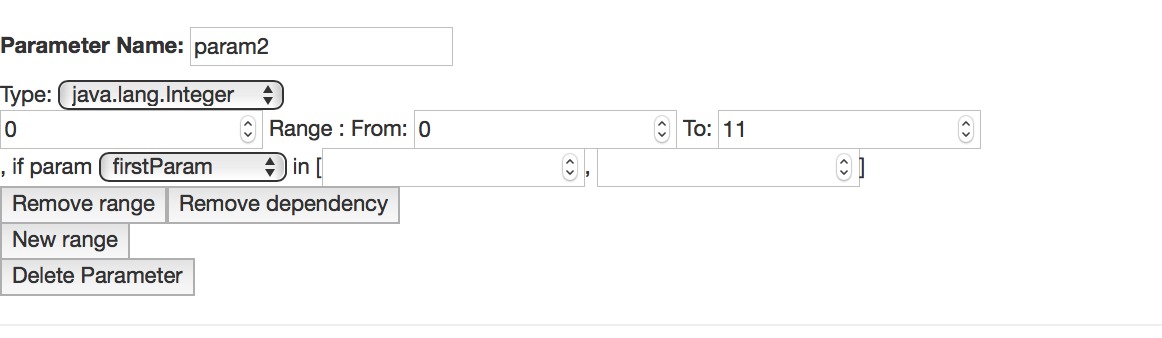 Parameter Name: param2
Type: java.lang.Integer
0 Range : From: 0 To: 11
, if param firstParam in [ , ]
Remove range Remove dependency
New range
Delete Parameter